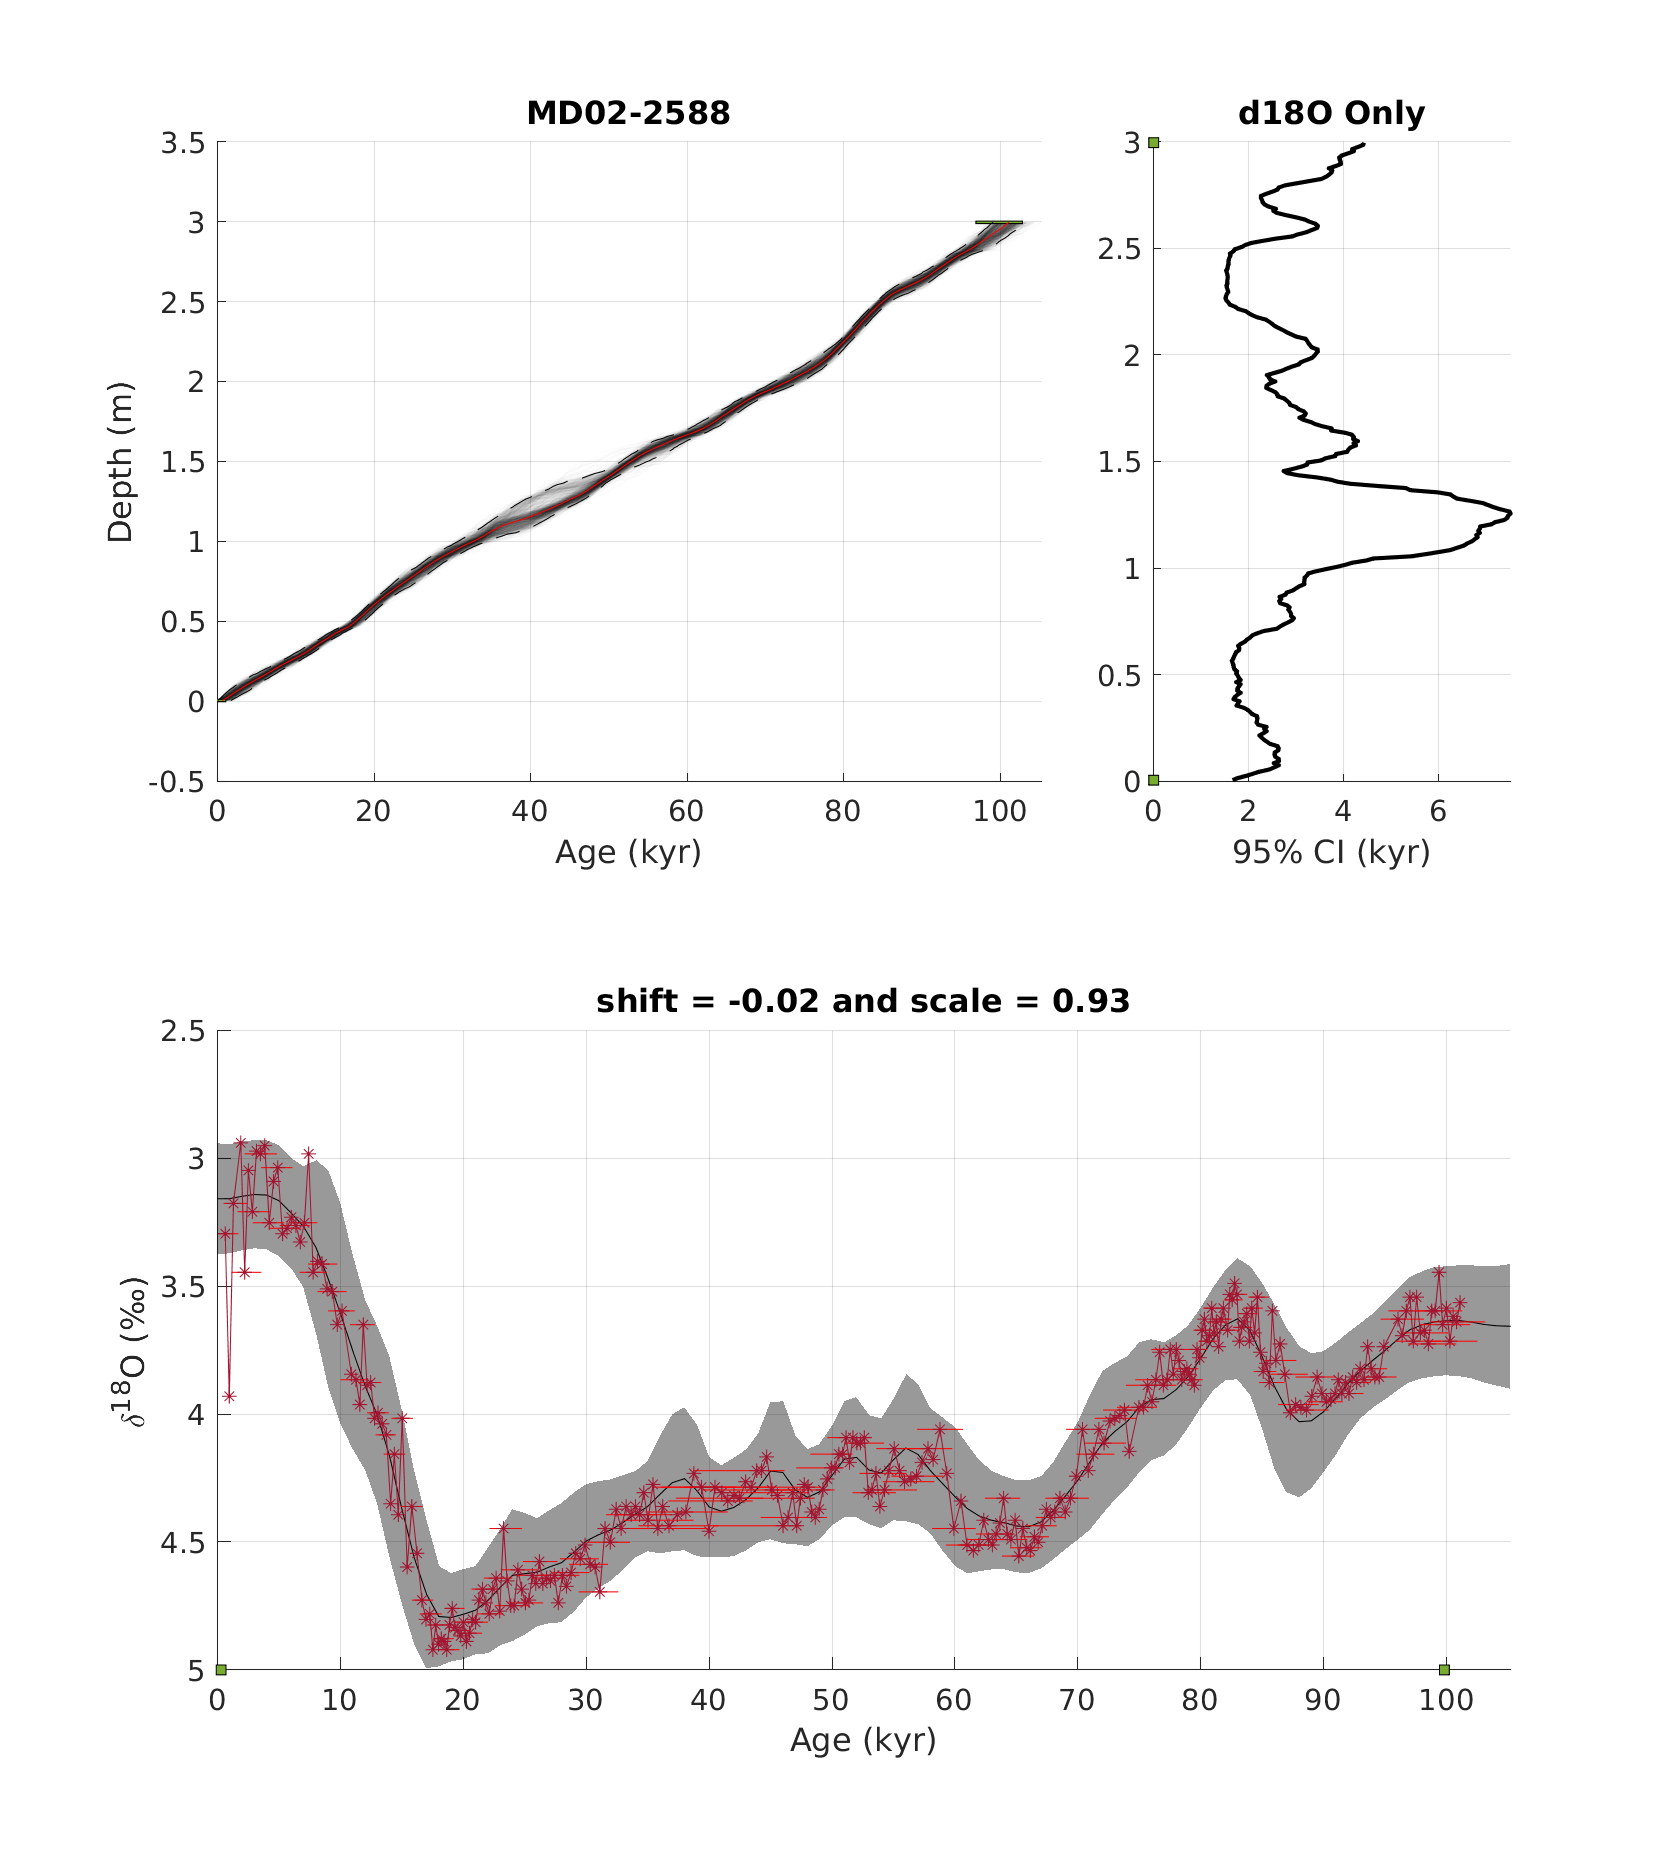 MD02-2588
3.5
3
2.5
2
1.5
1
0.5
0
-0.5
Depth (m)
0 20 40 60 80 100
Age (kyr)
d18O Only
3
2.5
2
1.5
1
0.5
0
0 2 4 6
95% CI (kyr)
shift = -0.02 and scale = 0.93
2.5
3
3.5
4
4.5
5
δ¹⁸O (‰)
0 10 20 30 40 50 60 70 80 90 100
Age (kyr)